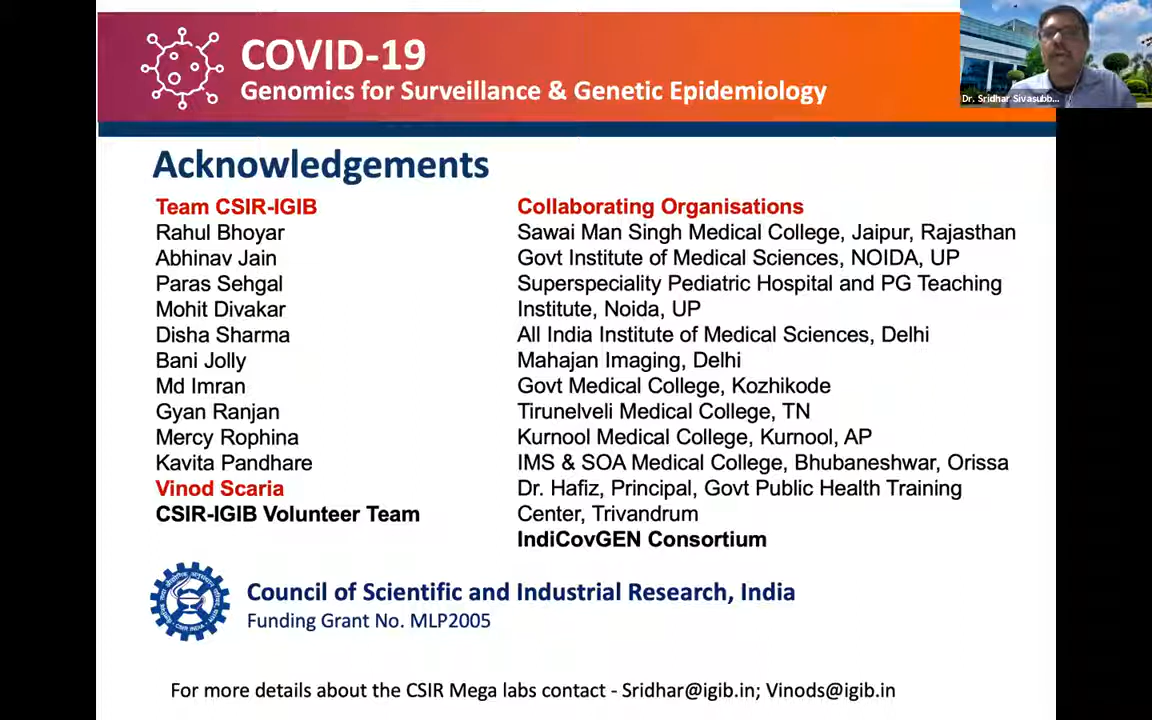 COVID-19
Genomics for Surveillance & Genetic Epidemiology
Dr. Sridhar Sivasubb...
Acknowledgements
Team CSIR-IGIB
Rahul Bhoyar
Abhinav Jain
Paras Sehgal
Mohit Divakar
Disha Sharma
Bani Jolly
Md Imran
Gyan Ranjan
Mercy Rophina
Kavita Pandhare
Vinod Scaria
CSIR-IGIB Volunteer Team
Collaborating Organisations
Sawai Man Singh Medical College, Jaipur, Rajasthan
Govt Institute of Medical Sciences, NOIDA, UP
Superspeciality Pediatric Hospital and PG Teaching
Institute, Noida, UP
All India Institute of Medical Sciences, Delhi
Mahajan Imaging, Delhi
Govt Medical College, Kozhikode
Tirunelveli Medical College, TN
Kurnool Medical College, Kurnool, AP
IMS & SOA Medical College, Bhubaneshwar, Orissa
Dr. Hafiz, Principal, Govt Public Health Training
Center, Trivandrum
IndiCovGEN Consortium
Council of Scientific and Industrial Research, India
Funding Grant No. MLP2005
For more details about the CSIR Mega labs contact - Sridhar@igib.in; Vinods@igib.in